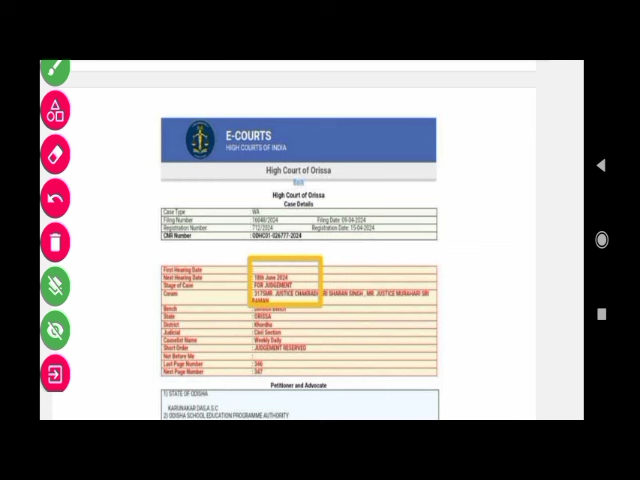 E-COURTS
HIGH COURTS OF INDIA
High Court of Orissa
Back
High Court of Orissa
Case Details
Case Type WA
Filing Number 16048/2024 Filing Date: 09-04-2024
Registration Number 712/2024 Registration Date: 15-04-2024
CNR Number : ODHC01-026777-2024
First Hearing Date
Next Hearing Date 18th June 2024
Stage of Case FOR JUDGEMENT
Coram 3175MR. JUSTICE CHAKRADHARI SHARAN SINGH , MR. JUSTICE MURAHARI SRI
RAMAN
Bench Division Bench
State ORISSA
District Khurdha
Judicial Civil Section
Causelist Name Weekly Daily
Short Order : JUDGEMENT RESERVED
Not Before Me :
Last Page Number : 346
Next Page Number : 347
Petitioner and Advocate
1) STATE OF ODISHA
KARUNAKAR DAS,A.S.C
2) ODISHA SCHOOL EDUCATION PROGRAMME AUTHORITY